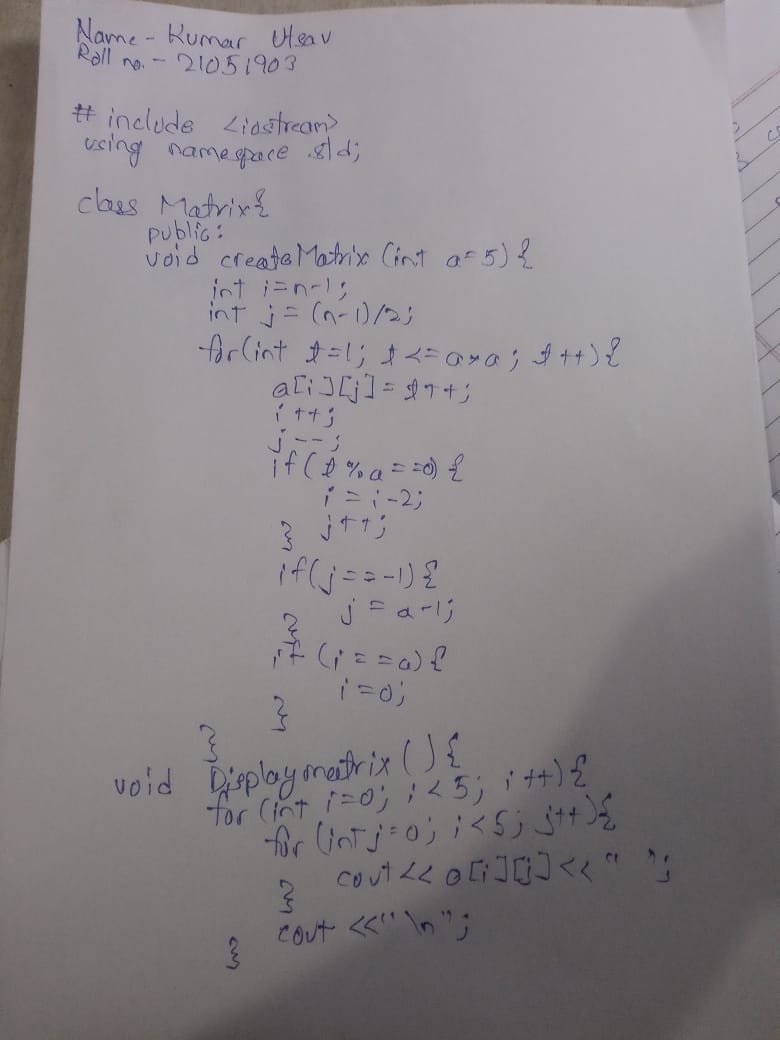 Name - Kumar Utsav
Roll no. - 21051903
# include <iostream>
using namespace std;
class Matrix{
public:
void createMatrix (int a=5) {
int i=n-1;
int j = (n-1)/2;
for(int t=1; t<=a*a; t++){
a[i][j]=t++;
i++;
j--;
if(t%a==0) {
i=i-2;
j++;
}
if(j==-1){
j = a-1;
}
if (i==a){
i=0;
}
}
void Displaymatrix () {
for (int i=0; i<5; i++){
for (int j=0; i<5; j++){
cout << a[i][j] << " ";
}
cout <<"\n";
}